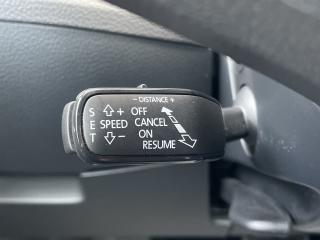 - DISTANCE +
S + OFF
E SPEED CANCEL
T - ON
RESUME